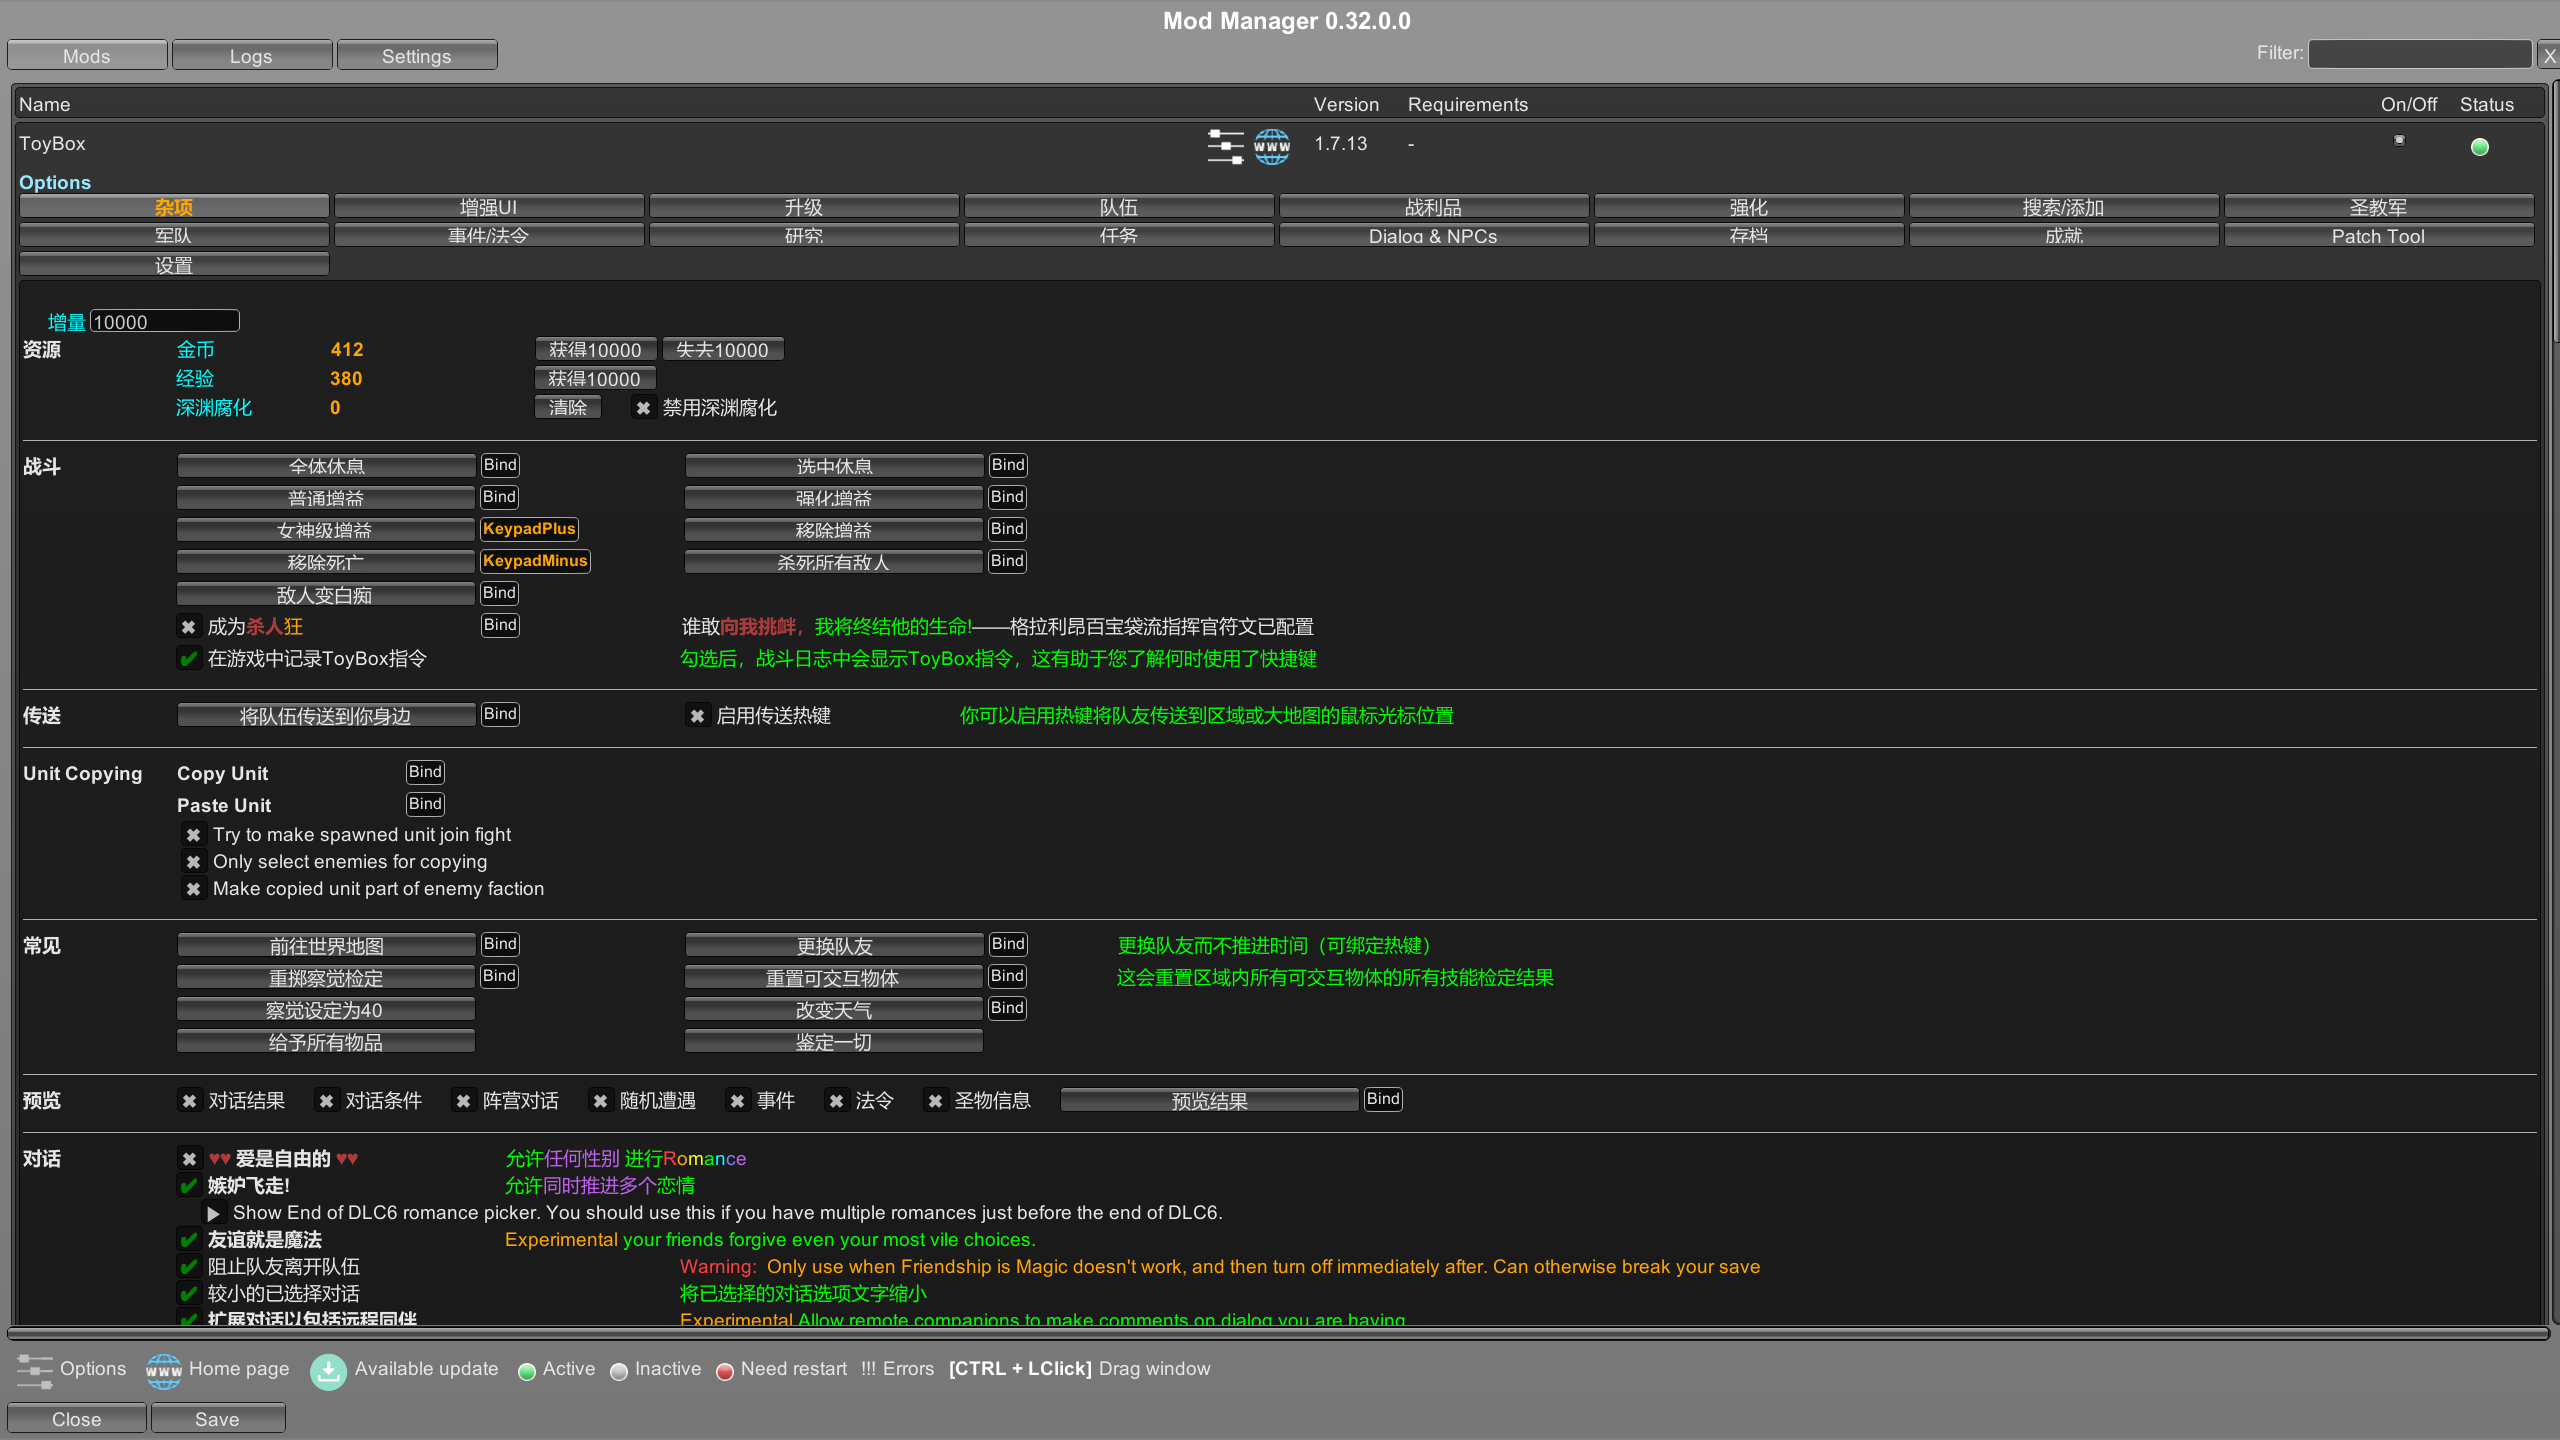 Mod Manager 0.32.0.0
Mods Logs Settings Filter: X
Name Version Requirements On/Off Status
ToyBox www 1.7.13 -
Options
杂项 增强UI 升级 队伍 战利品 强化 搜索/添加 圣教军
军队 事件/法令 研究 任务 Dialog & NPCs 存档 成就 Patch Tool
设置
增量 10000
资源 金币 412 获得10000 失去10000
经验 380 获得10000
深渊腐化 0 清除 禁用深渊腐化
战斗 全体休息 Bind 选中休息 Bind
普通增益 Bind 强化增益 Bind
女神级增益 KeypadPlus 移除增益 Bind
移除死亡 KeypadMinus 杀死所有敌人 Bind
敌人变白痴 Bind
成为杀人狂 Bind 谁敢向我挑衅，我将终结他的生命!——格拉利昂百宝袋流指挥官符文已配置
在游戏中记录ToyBox指令 勾选后，战斗日志中会显示ToyBox指令，这有助于您了解何时使用了快捷键
传送 将队伍传送到你身边 Bind 启用传送热键 你可以启用热键将队友传送到区域或大地图的鼠标光标位置
Unit Copying Copy Unit Bind
Paste Unit Bind
Try to make spawned unit join fight
Only select enemies for copying
Make copied unit part of enemy faction
常见 前往世界地图 Bind 更换队友 Bind 更换队友而不推进时间（可绑定热键）
重掷察觉检定 Bind 重置可交互物体 Bind 这会重置区域内所有可交互物体的所有技能检定结果
察觉设定为40 改变天气 Bind
给予所有物品 鉴定一切
预览 对话结果 对话条件 阵营对话 随机遭遇 事件 法令 圣物信息 预览结果 Bind
对话 ♥♥ 爱是自由的 ♥♥ 允许任何性别 进行Romance
嫉妒飞走! 允许同时推进多个恋情
▶ Show End of DLC6 romance picker. You should use this if you have multiple romances just before the end of DLC6.
友谊就是魔法 Experimental your friends forgive even your most vile choices.
阻止队友离开队伍 Warning: Only use when Friendship is Magic doesn't work, and then turn off immediately after. Can otherwise break your save
较小的已选择对话 将已选择的对话选项文字缩小
扩展对话以包括远程同伴 Experimental Allow remote companions to make comments on dialog you are having.
Options www Home page Available update Active Inactive Need restart !!! Errors [CTRL + LClick] Drag window
Close Save